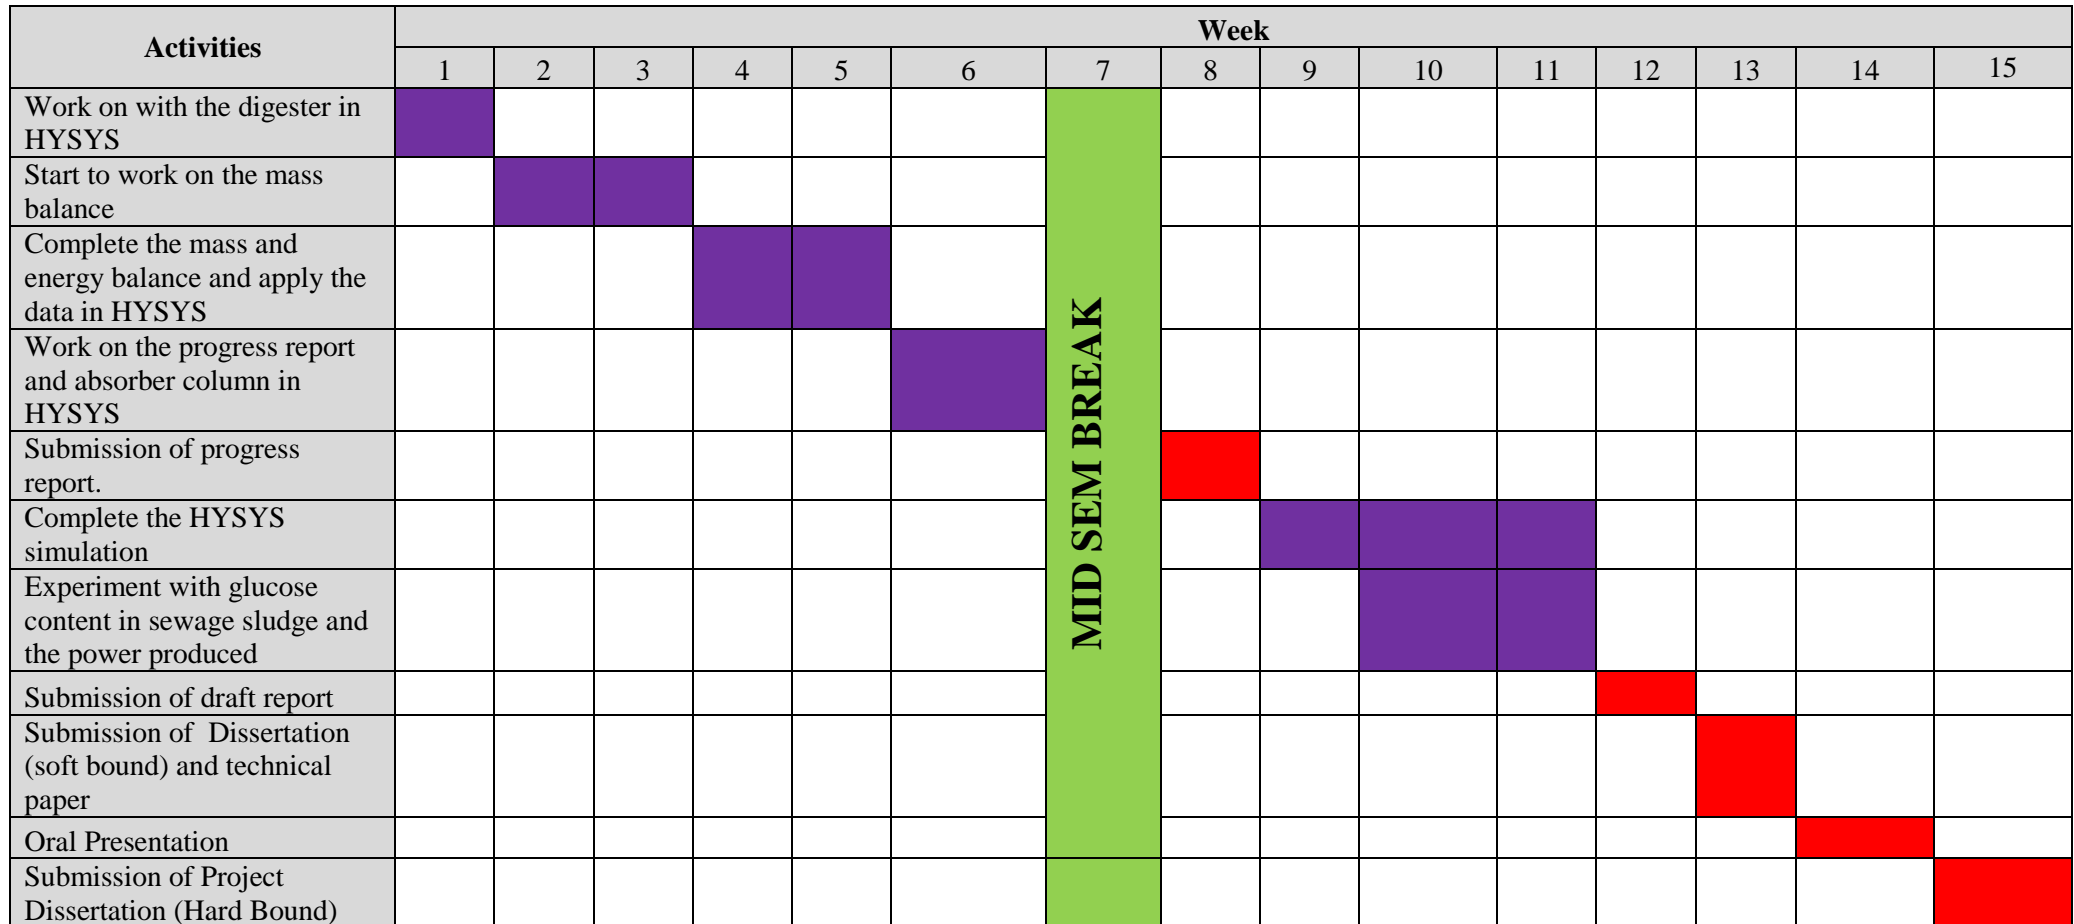 Activities
Week
1 2 3 4 5 6 7 8 9 10 11 12 13 14 15
Work on with the digester in
HYSYS
Start to work on the mass
balance
Complete the mass and
energy balance and apply the
data in HYSYS
Work on the progress report
and absorber column in
HYSYS
Submission of progress
report.
Complete the HYSYS
simulation
Experiment with glucose
content in sewage sludge and
the power produced
Submission of draft report
Submission of  Dissertation
(soft bound) and technical
paper
Oral Presentation
Submission of Project
Dissertation (Hard Bound)
MID SEM BREAK